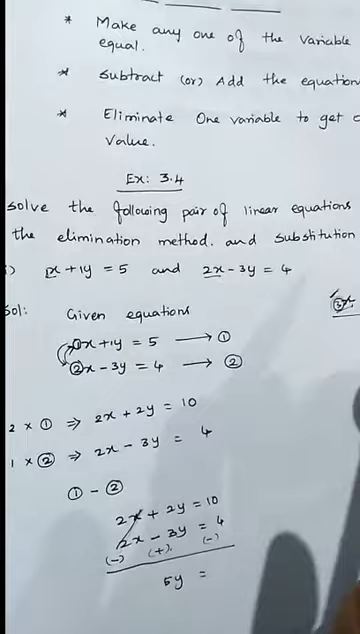 * Make any one of the variable
equal.
* Subtract (or) Add the equation
* Eliminate One variable to get
value.
Ex: 3.4
solve the following pair of linear equations
the elimination method. and substitution
i) x + 1y = 5 and 2x - 3y = 4
Sol: Given equations
①x + 1y = 5 → ①
②x - 3y = 4 → ②
2 × ① ⇒ 2x + 2y = 10
1 × ② ⇒ 2x - 3y = 4
① - ②
2x + 2y = 10
2x - 3y = 4
(-) (+) (-)
5y =